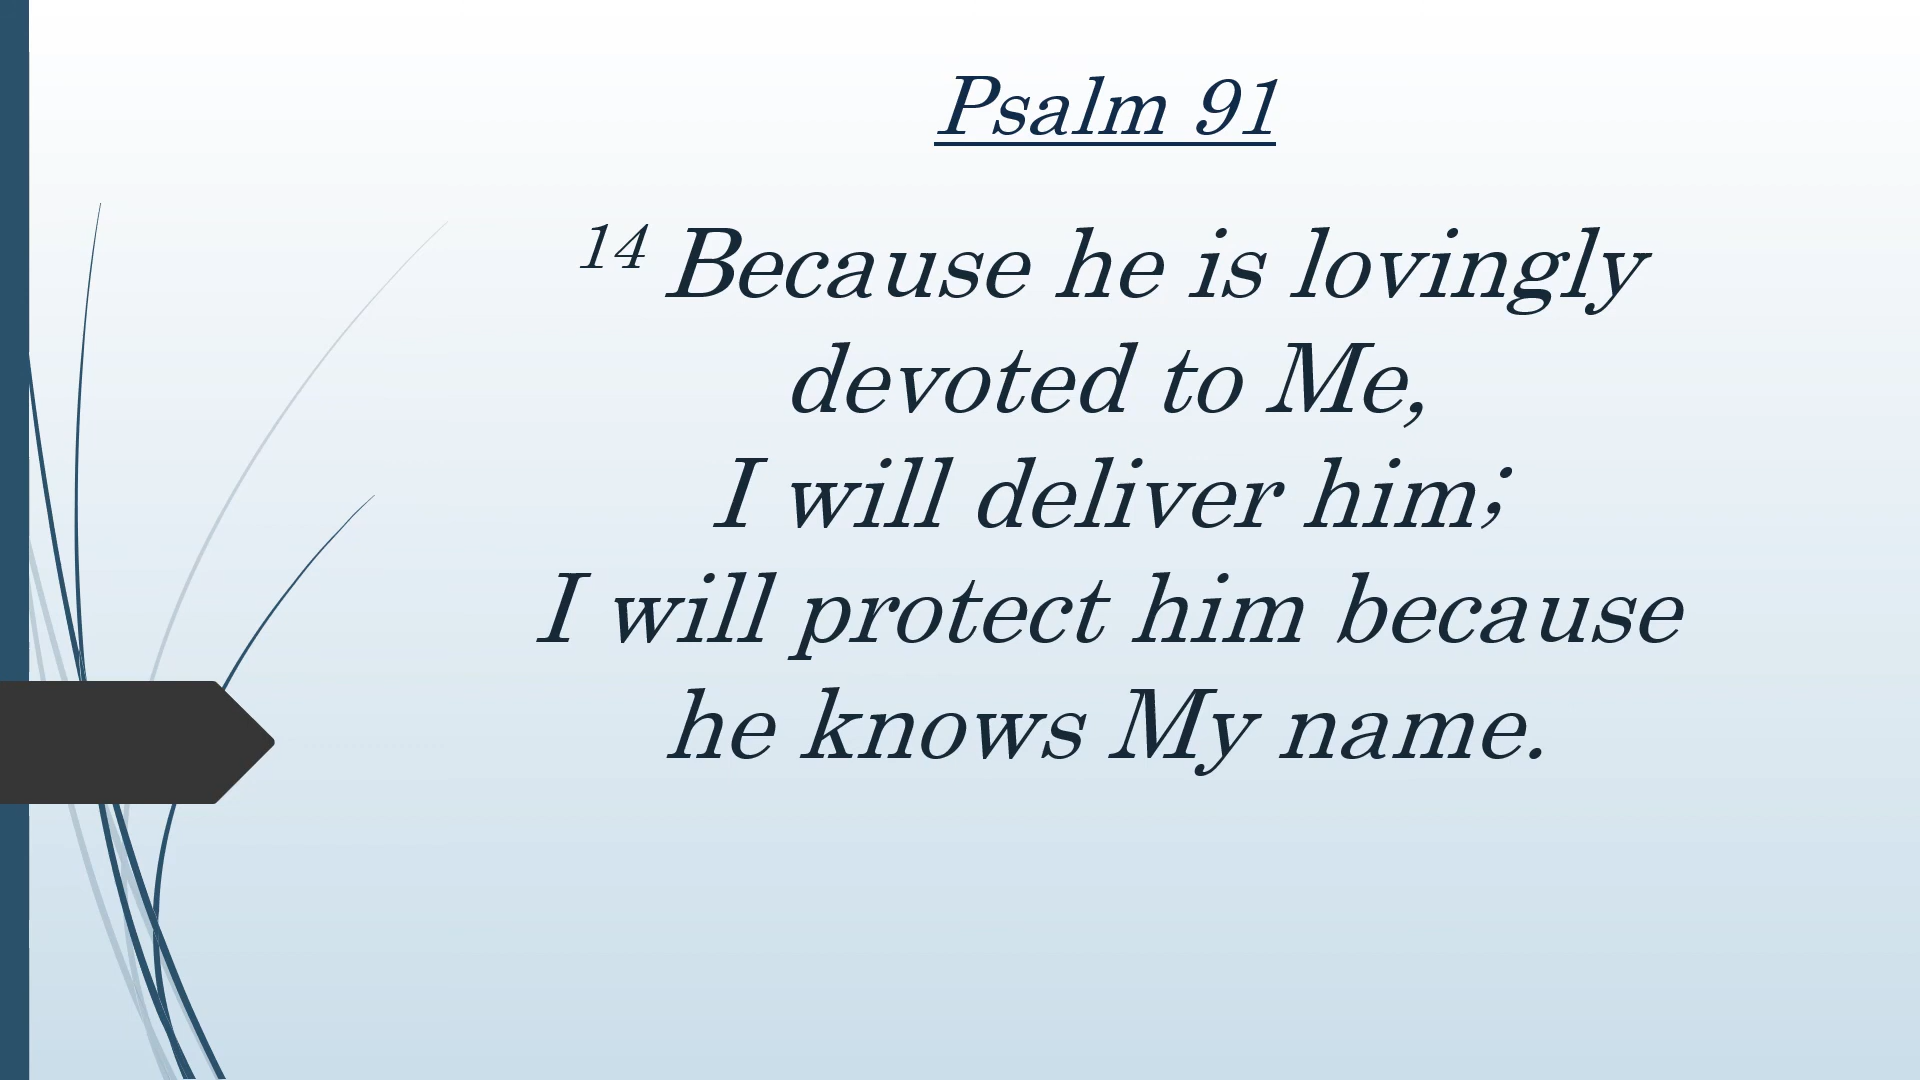 Psalm 91
14 Because he is lovingly
devoted to Me,
I will deliver him;
I will protect him because
he knows My name.